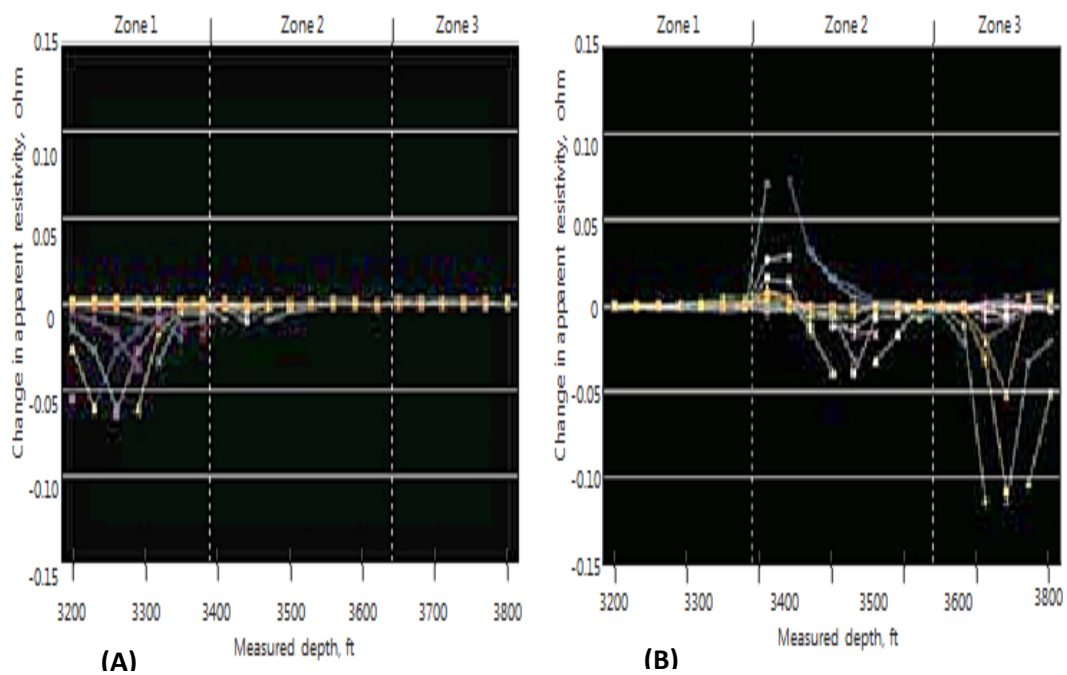 Zone 1 Zone 2 Zone 3
Change in apparent resistivity, ohm
0.15
0.10
0.05
0
-0.05
-0.10
-0.15
3200 3300 3400 3500 3600 3700 3800
Measured depth, ft
(A)
Zone 1 Zone 2 Zone 3
Change in apparent resistivity, ohm
0.15
0.10
0.05
0
-0.05
-0.10
-0.15
3200 3300 3400 3500 3600 3800
Measured depth, ft
(B)